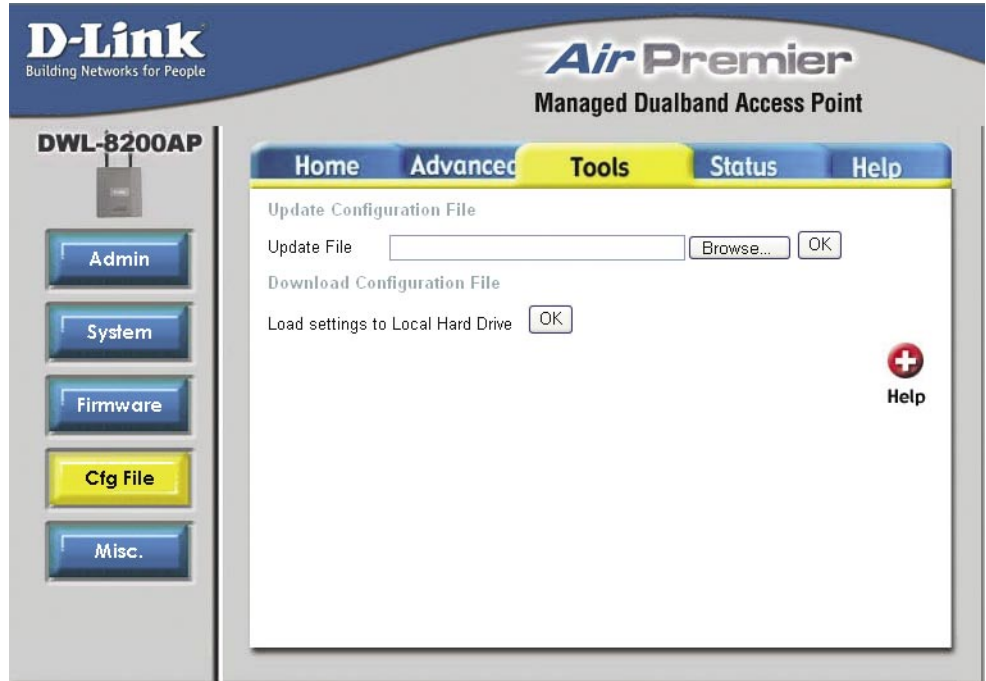 D-Link
Building Networks for People
Air Premier
Managed Dualband Access Point
DWL-8200AP
Home Advanced Tools Status Help
Admin
System
Firmware
Cfg File
Misc.
Update Configuration File
Update File Browse... OK
Download Configuration File
Load settings to Local Hard Drive OK
Help